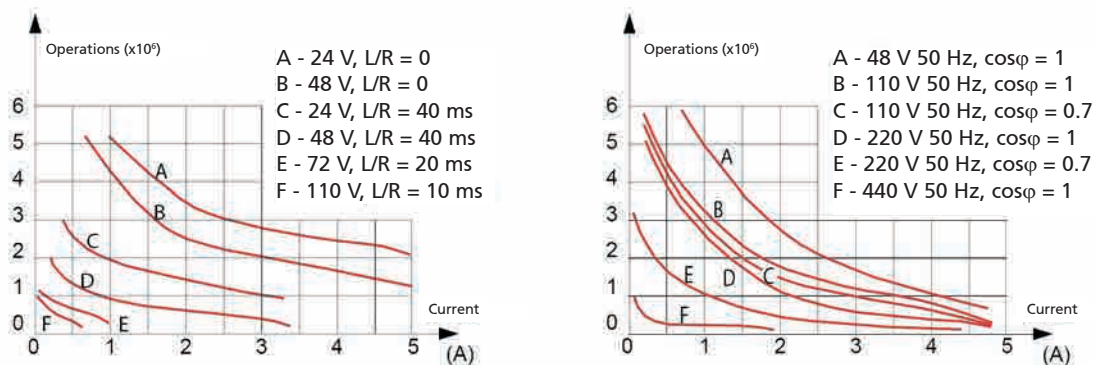 Operations (x10⁶)
A - 24 V, L/R = 0
B - 48 V, L/R = 0
C - 24 V, L/R = 40 ms
D - 48 V, L/R = 40 ms
E - 72 V, L/R = 20 ms
F - 110 V, L/R = 10 ms
6
5
4
3
2
1
0
A
B
C
D
E
F
Current
0 1 2 3 4 5
(A)
Operations (x10⁶)
A - 48 V 50 Hz, cosφ = 1
B - 110 V 50 Hz, cosφ = 1
C - 110 V 50 Hz, cosφ = 0.7
D - 220 V 50 Hz, cosφ = 1
E - 220 V 50 Hz, cosφ = 0.7
F - 440 V 50 Hz, cosφ = 1
6
5
4
3
2
1
0
A
B
E D C
F
Current
0 1 2 3 4 5
(A)